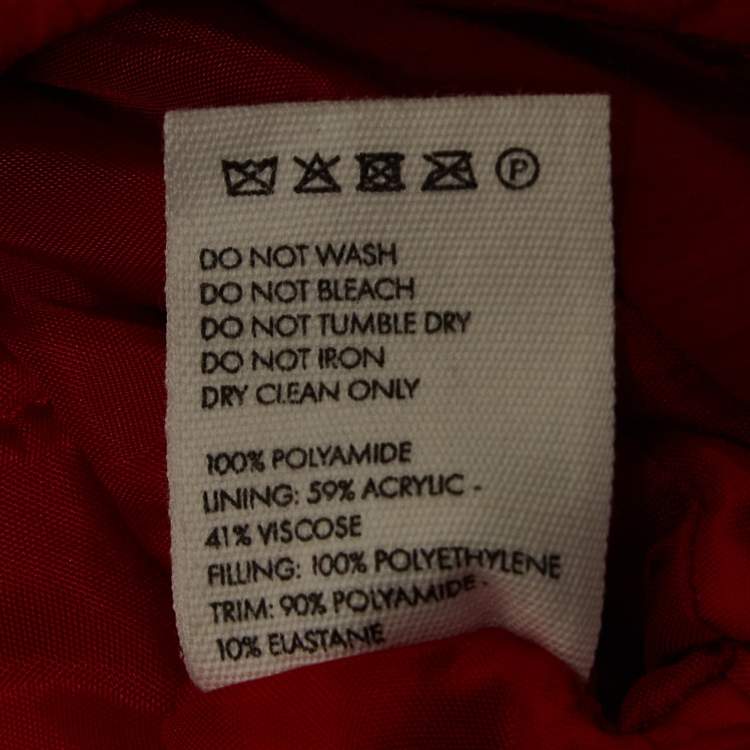 P
DO NOT WASH
DO NOT BLEACH
DO NOT TUMBLE DRY
DO NOT IRON
DRY CLEAN ONLY
100% POLYAMIDE
LINING: 59% ACRYLIC -
41% VISCOSE
FILLING: 100% POLYETHYLENE
TRIM: 90% POLYAMIDE -
10% ELASTANE